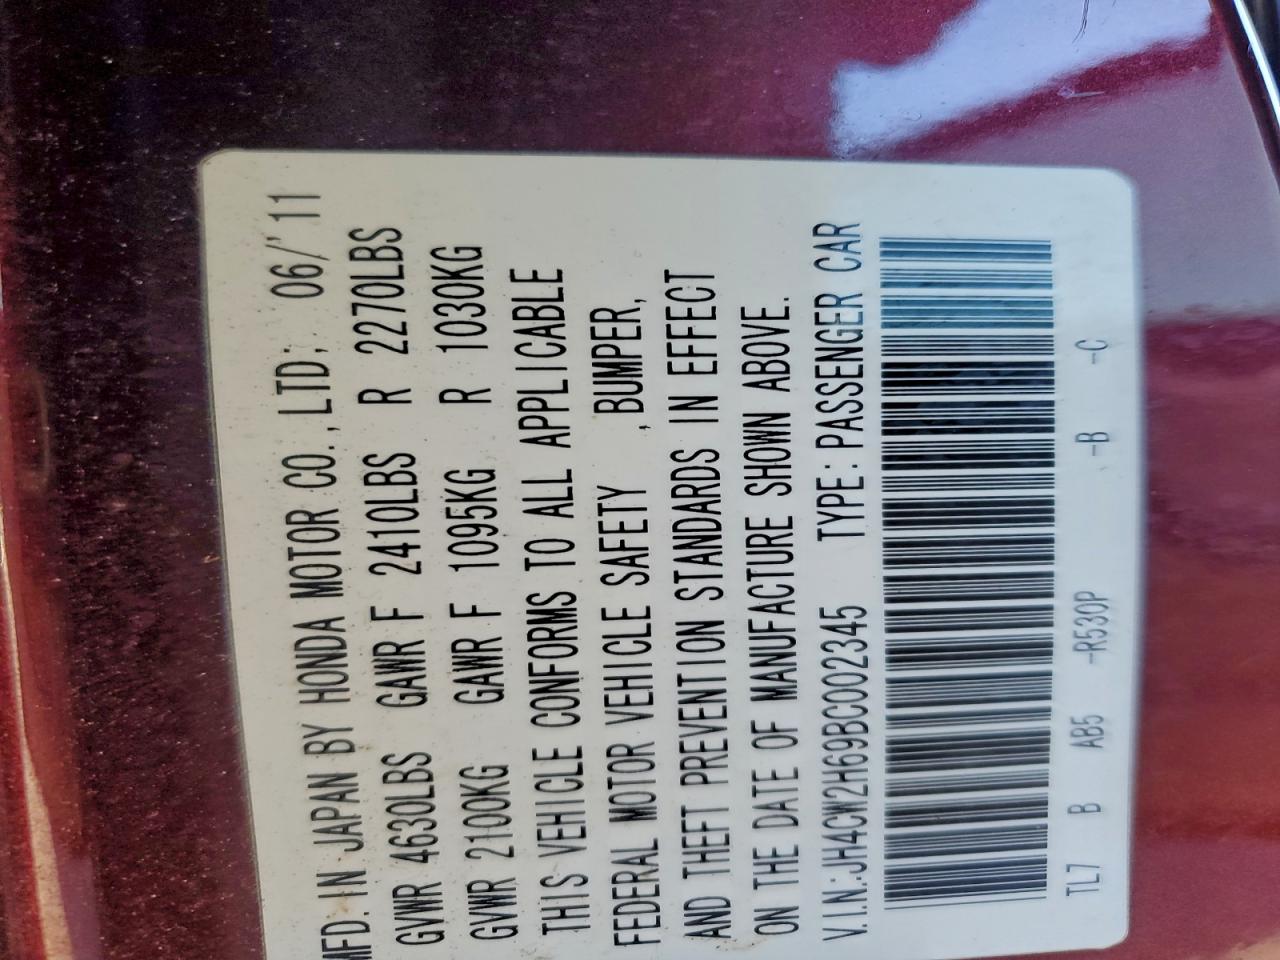 MFD. IN JAPAN BY HONDA MOTOR CO.,LTD; 06/'11
GVWR 4630LBS GAWR F 2410LBS R 2270LBS
GVWR 2100KG GAWR F 1095KG R 1030KG
THIS VEHICLE CONFORMS TO ALL APPLICABLE
FEDERAL MOTOR VEHICLE SAFETY ,BUMPER,
AND THEFT PREVENTION STANDARDS IN EFFECT
ON THE DATE OF MANUFACTURE SHOWN ABOVE.
V.I.N.:JH4CW2H69BC002345 TYPE:PASSENGER CAR
TL7 B AB5 -R530P -B -C